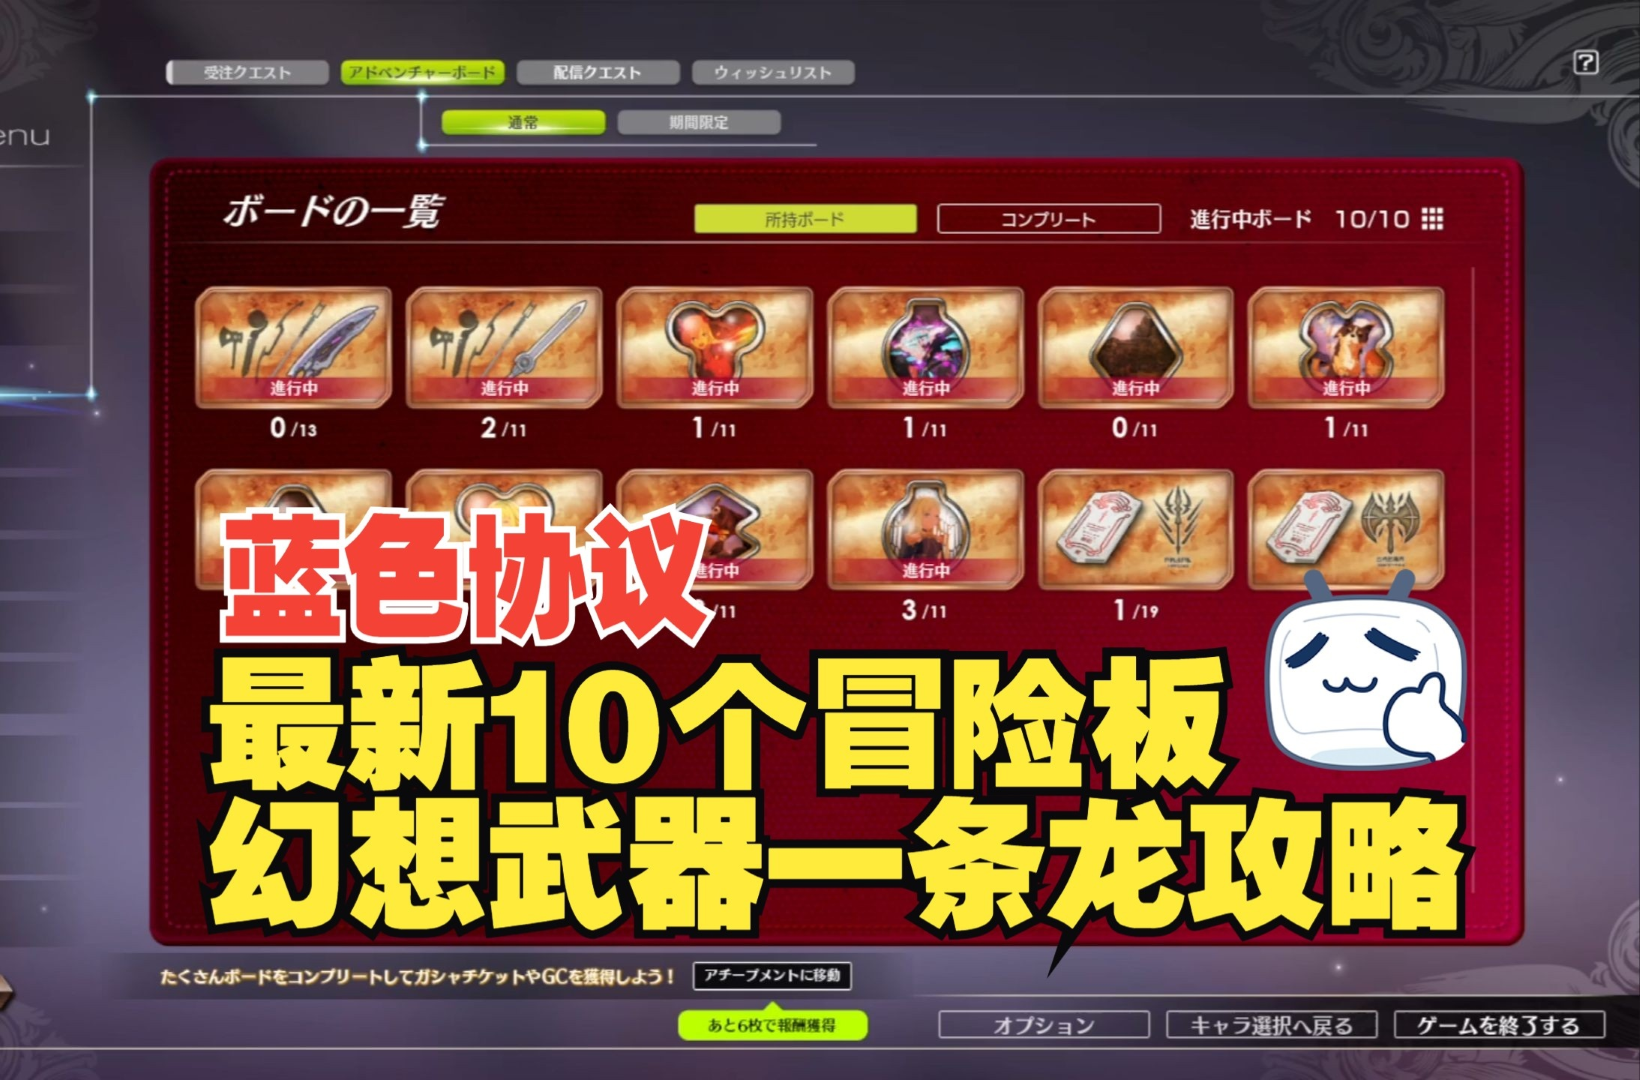 受注クエスト アドベンチャーボード 配信クエスト ウィッシュリスト ?
通常 期間限定
enu
ボードの一覧 所持ボード コンプリート 進行中ボード 10/10
進行中 進行中 進行中 進行中 進行中 進行中
0/13 2/11 1/11 1/11 0/11 1/11
進行中 進行中
/11 3/11 1/19
蓝色协议
最新10个冒险板
幻想武器一条龙攻略
たくさんボードをコンプリートしてガシャチケットやGCを獲得しよう! アチーブメントに移動
あと6枚で報酬獲得
オプション キャラ選択へ戻る ゲームを終了する